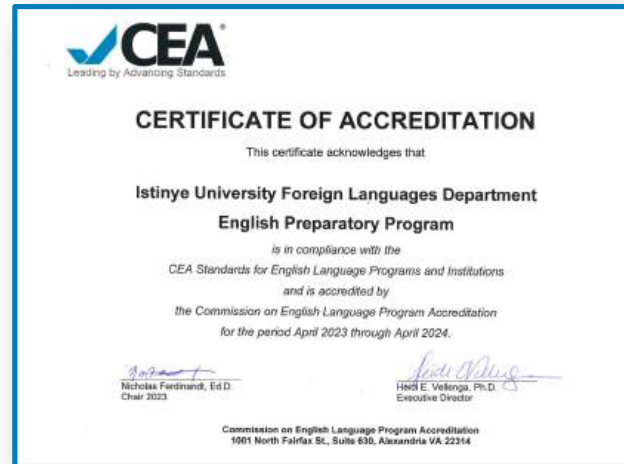 CEA
Leading by Advancing Standards
CERTIFICATE OF ACCREDITATION
This certificate acknowledges that
Istinye University Foreign Languages Department
English Preparatory Program
is in compliance with the
CEA Standards for English Language Programs and Institutions
and is accredited by
the Commission on English Language Program Accreditation
for the period April 2023 through April 2024.
Nicholas Ferdinandt, Ed.D.
Chair 2023
Heidi E. Vellenga, Ph.D.
Executive Director
Commission on English Language Program Accreditation
1001 North Fairfax St., Suite 630, Alexandria VA 22314